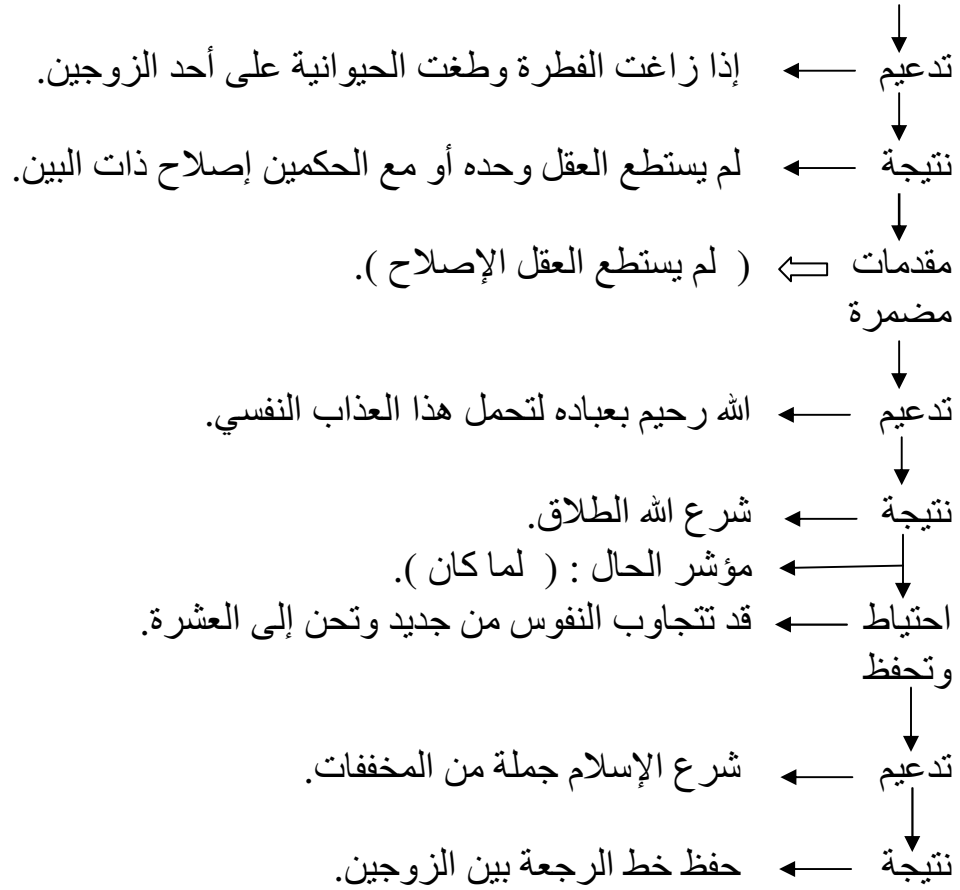 تدعيم إذا زاغت الفطرة وطغت الحيوانية على أحد الزوجين.
نتيجة لم يستطع العقل وحده أو مع الحكمين إصلاح ذات البين.
مقدمات ( لم يستطع العقل الإصلاح ).
مضمرة
تدعيم الله رحيم بعباده لتحمل هذا العذاب النفسي.
نتيجة شرع الله الطلاق.
مؤشر الحال : ( لما كان ).
احتياط قد تتجاوب النفوس من جديد وتحن إلى العشرة.
وتحفظ
تدعيم شرع الإسلام جملة من المخففات.
نتيجة حفظ خط الرجعة بين الزوجين.